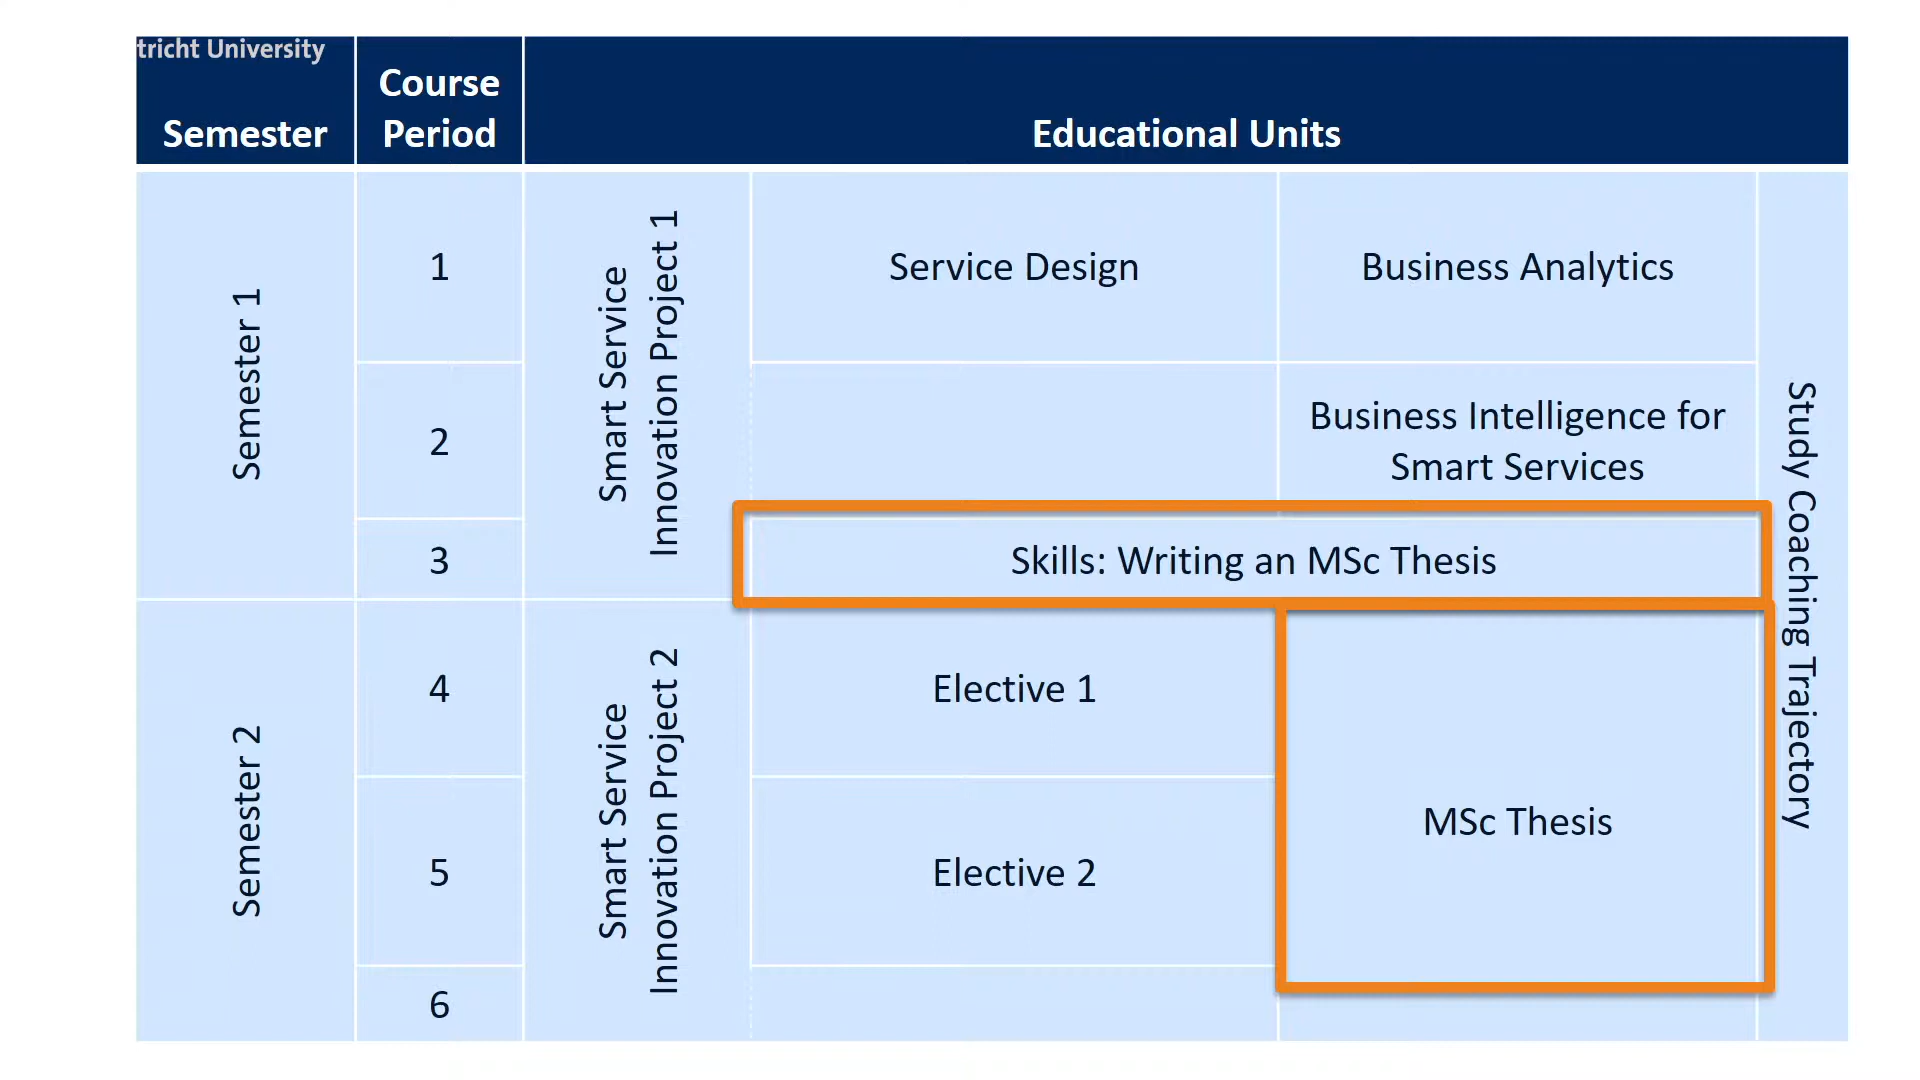 tricht University
Semester
Course
Period
Educational Units
Semester 1
1
Smart Service
Innovation Project 1
Service Design
Business Analytics
Study Coaching Trajectory
2
Business Intelligence for
Smart Services
3
Skills: Writing an MSc Thesis
Semester 2
4
Smart Service
Innovation Project 2
Elective 1
MSc Thesis
5
Elective 2
6